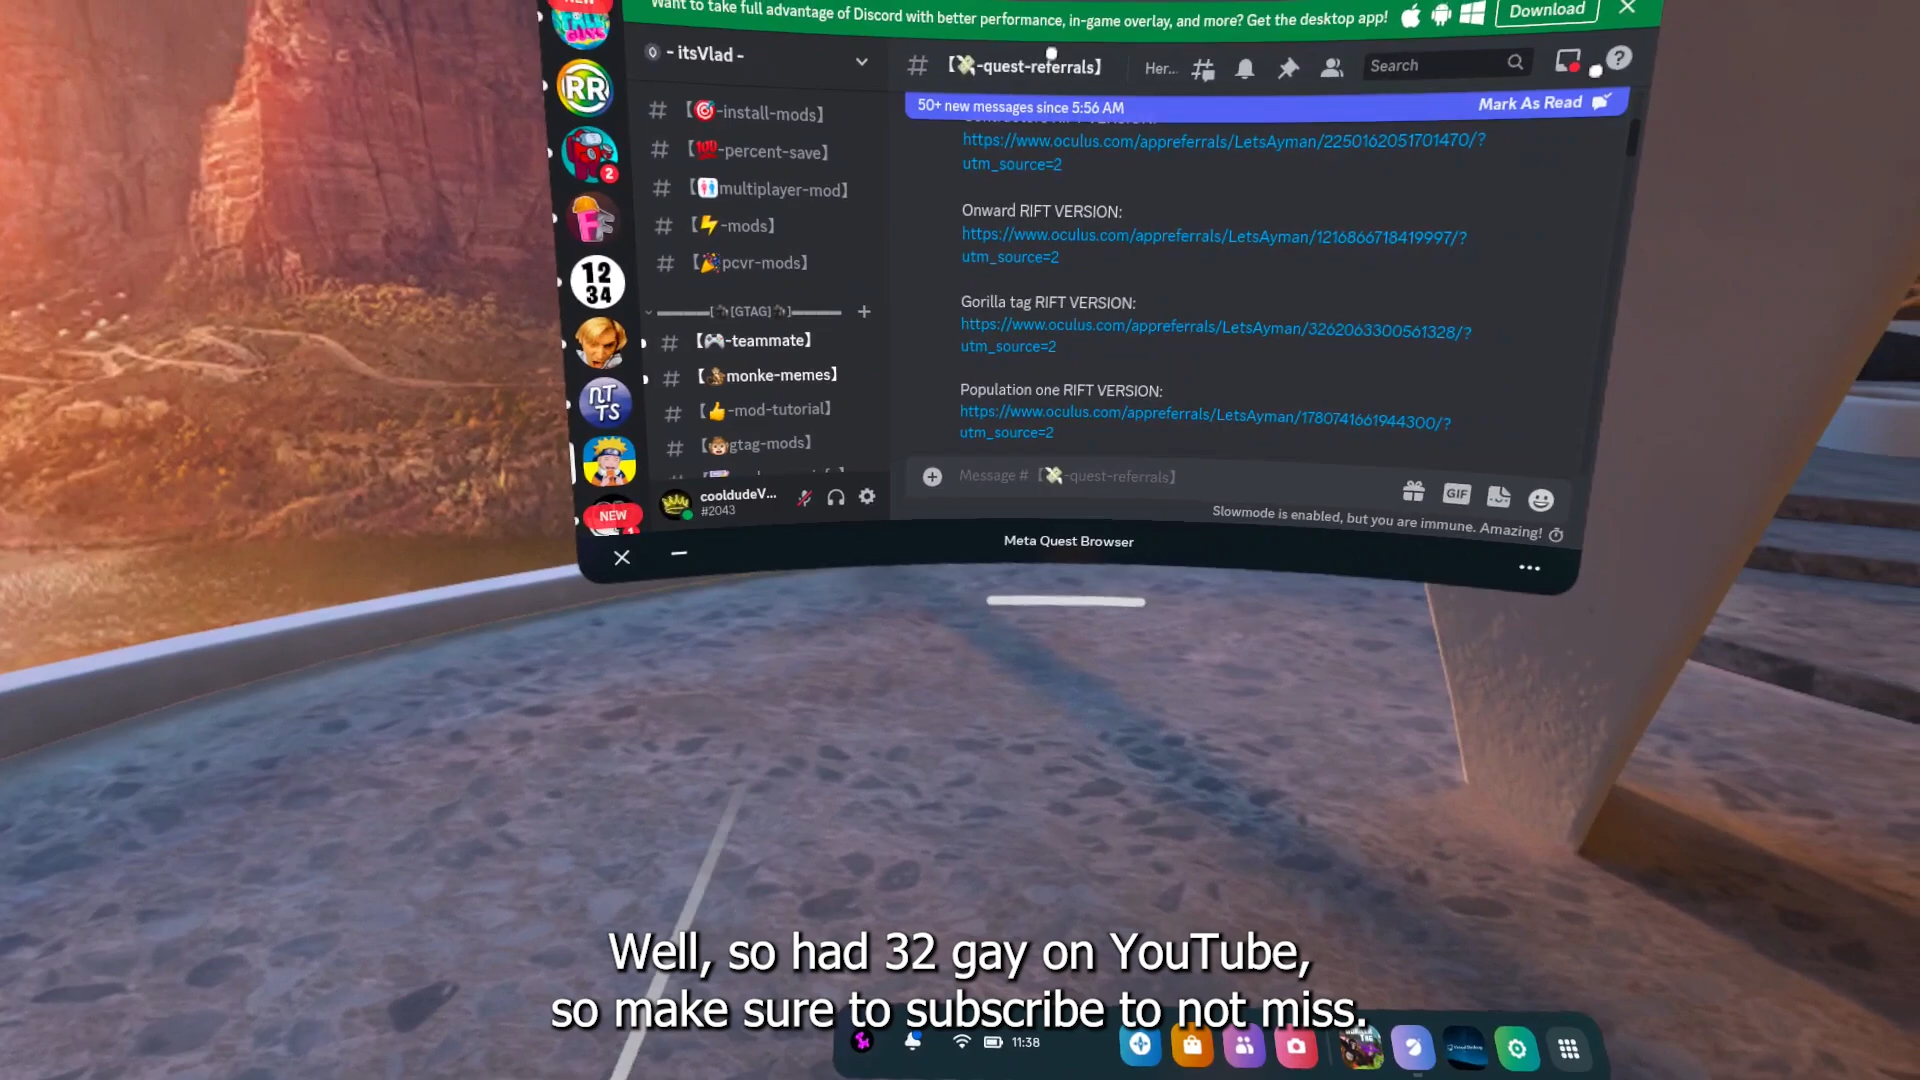 Want to take full advantage of Discord with better performance, in-game overlay, and more? Get the desktop app!
Download
- itsVlad -
# 【💸-quest-referrals】
Her...
Search
50+ new messages since 5:56 AM
Mark As Read
# 【🎯-install-mods】
# 【💯-percent-save】
# 【🚻multiplayer-mod】
# 【⚡-mods】
# 【🎉pcvr-mods】
[GTAG]
# 【🎮-teammate】
# 【🐒monke-memes】
# 【👍-mod-tutorial】
# 【🐵gtag-mods】
RR
2
12
34
NT
TS
NEW
https://www.oculus.com/appreferrals/LetsAyman/2250162051701470/?
utm_source=2
Onward RIFT VERSION:
https://www.oculus.com/appreferrals/LetsAyman/1216866718419997/?
utm_source=2
Gorilla tag RIFT VERSION:
https://www.oculus.com/appreferrals/LetsAyman/3262063300561328/?
utm_source=2
Population one RIFT VERSION:
https://www.oculus.com/appreferrals/LetsAyman/1780741661944300/?
utm_source=2
cooldudeV...
#2043
Message # 【💸-quest-referrals】
GIF
Slowmode is enabled, but you are immune. Amazing!
Meta Quest Browser
Well, so had 32 gay on YouTube,
so make sure to subscribe to not miss.
11:38